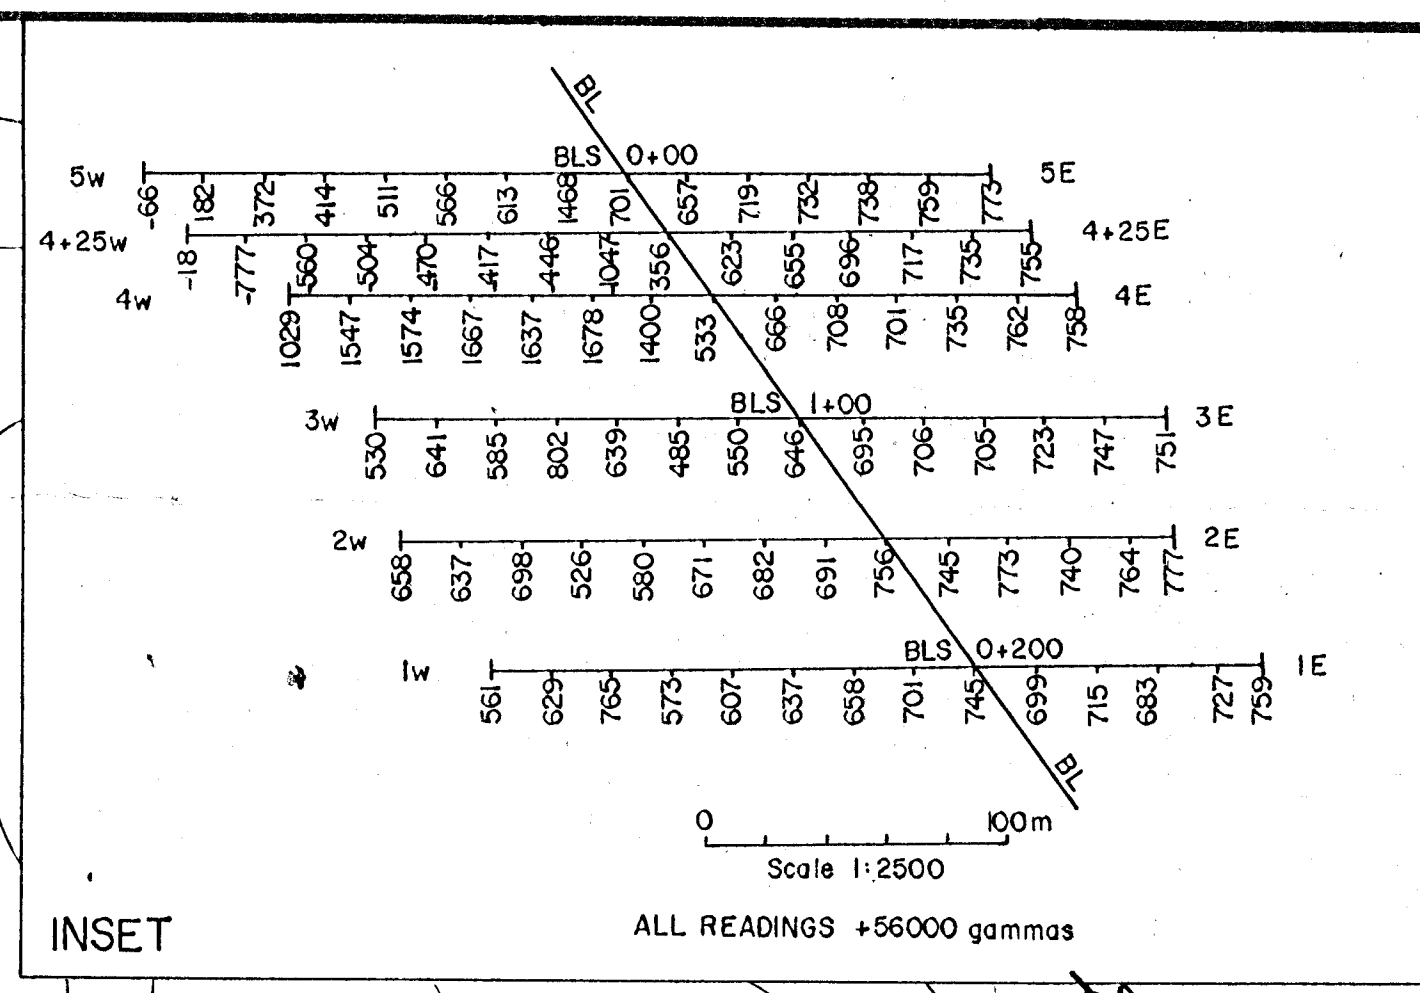 BL
BLS 0+00
5W 5E
-66 182 372 414 511 566 613 1468 701 657 719 732 738 759 773
4+25W 4+25E
-18 -777 -560 -504 -470 -417 -446 1047 356 623 655 696 717 735 755
4W 4E
1029 1547 1574 1667 1637 1678 1400 533 666 708 701 735 762 758
BLS 1+00
3W 3E
530 641 585 802 639 485 550 646 695 706 705 723 747 751
2W 2E
658 637 698 526 580 671 682 691 756 745 773 740 764 777
BLS 0+200
1W 1E
561 629 765 573 607 637 658 701 745 699 715 683 727 759
BL
0 100m
Scale 1:2500
INSET
ALL READINGS +56000 gammas